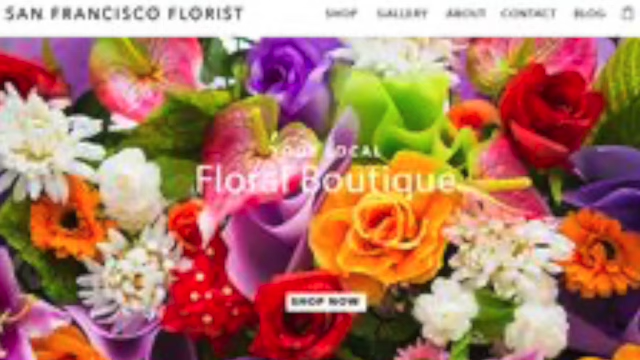 SAN FRANCISCO FLORIST
SHOP GALLERY ABOUT CONTACT BLOG
YOUR LOCAL
Floral Boutique
SHOP NOW